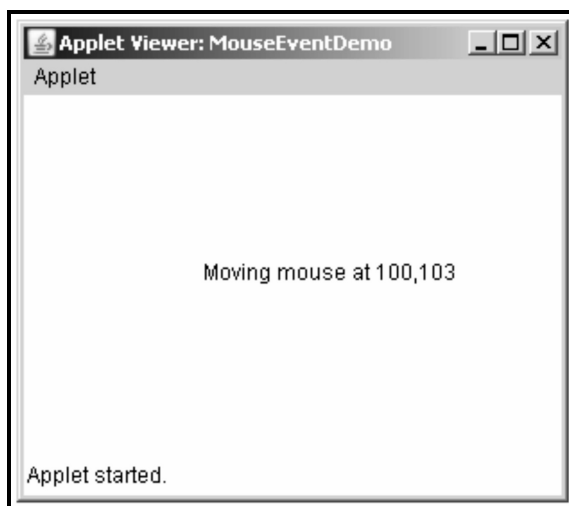 Applet Viewer: MouseEventDemo
Applet
Moving mouse at 100,103
Applet started.